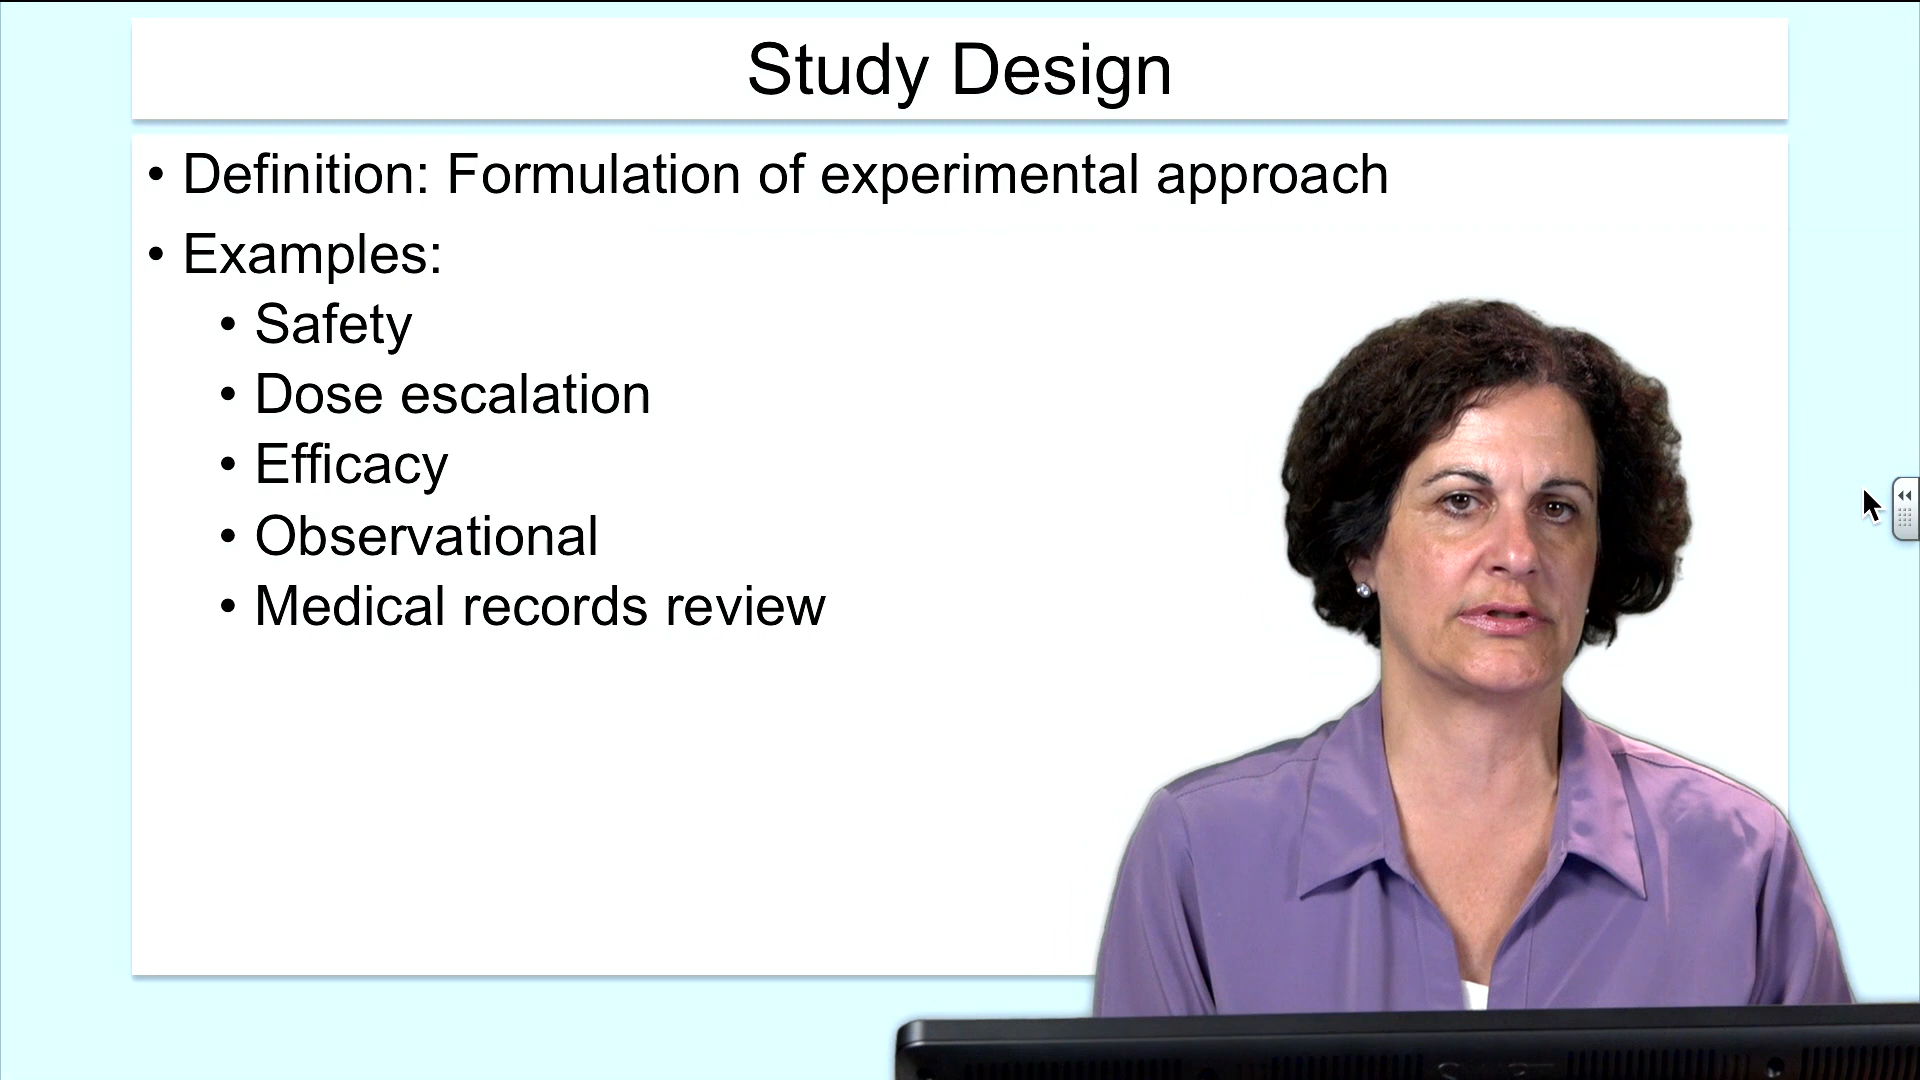 Study Design
• Definition: Formulation of experimental approach
• Examples:
• Safety
• Dose escalation
• Efficacy
• Observational
• Medical records review